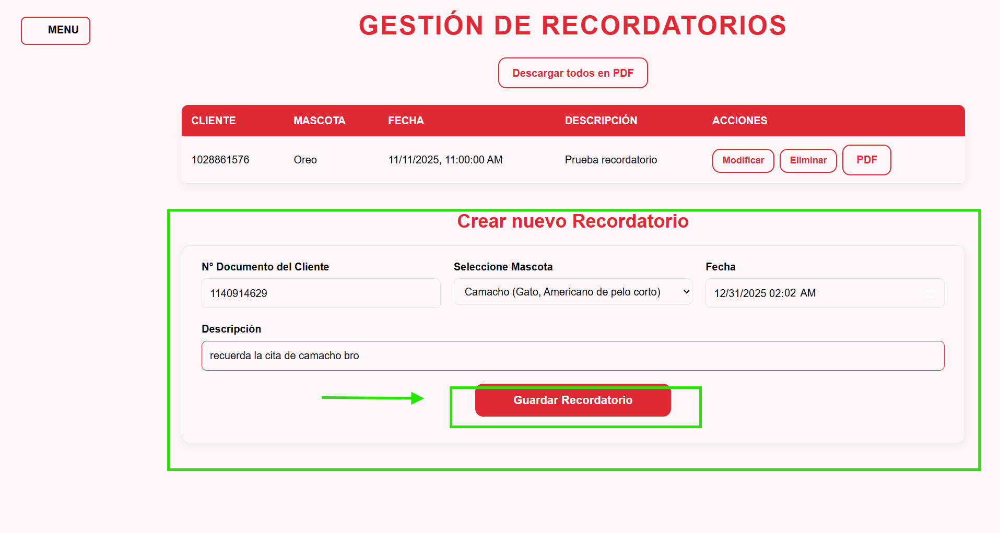 MENU
GESTIÓN DE RECORDATORIOS
Descargar todos en PDF
CLIENTE MASCOTA FECHA DESCRIPCIÓN ACCIONES
1028861576 Oreo 11/11/2025, 11:00:00 AM Prueba recordatorio Modificar Eliminar PDF
Crear nuevo Recordatorio
N° Documento del Cliente Seleccione Mascota Fecha
1140914629 Camacho (Gato, Americano de pelo corto) 12/31/2025 02:02 AM
Descripción
recuerda la cita de camacho bro
Guardar Recordatorio